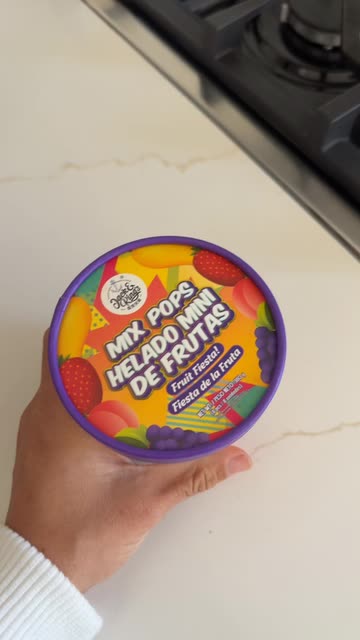 MIX POPS
HELADO MINI
DE FRUTAS
Fruit Fiesta!
Fiesta de la Fruta